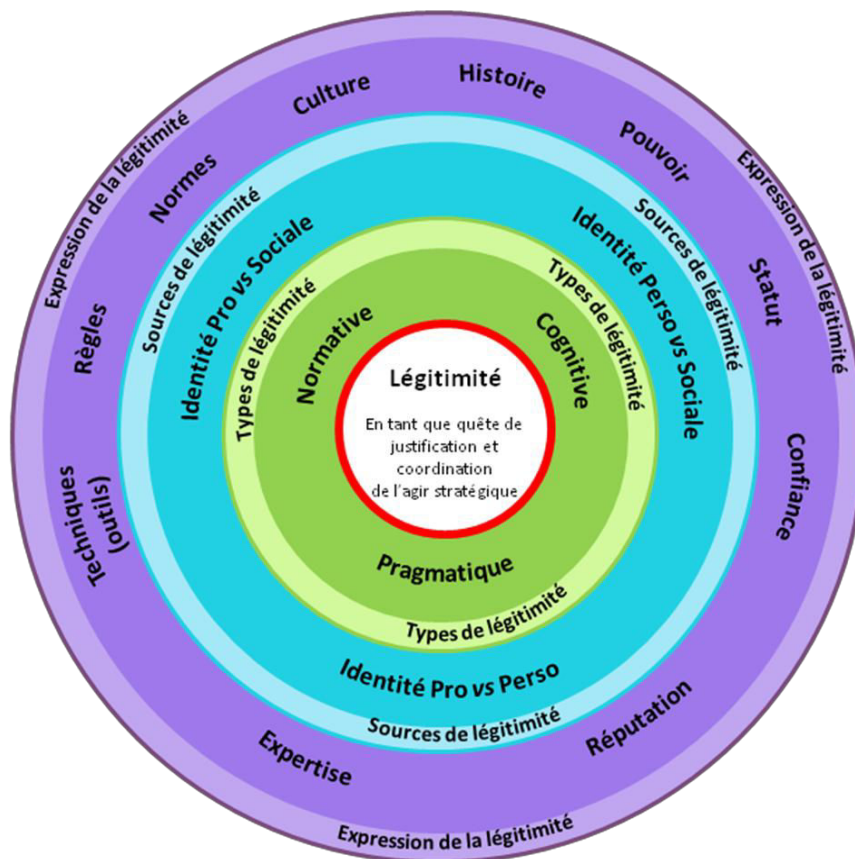 Histoire
Culture
Pouvoir
Normes
Statut
Règles
Confiance
Techniques
(outils)
Réputation
Expertise
Expression de la légitimité
Expression de la légitimité
Expression de la légitimité
Sources de légitimité
Sources de légitimité
Sources de légitimité
Identité Pro vs Sociale
Identité Perso vs Sociale
Identité Pro vs Perso
Types de légitimité
Types de légitimité
Types de légitimité
Normative
Cognitive
Pragmatique
Légitimité
En tant que quête de
justification et
coordination
de l'agir stratégique